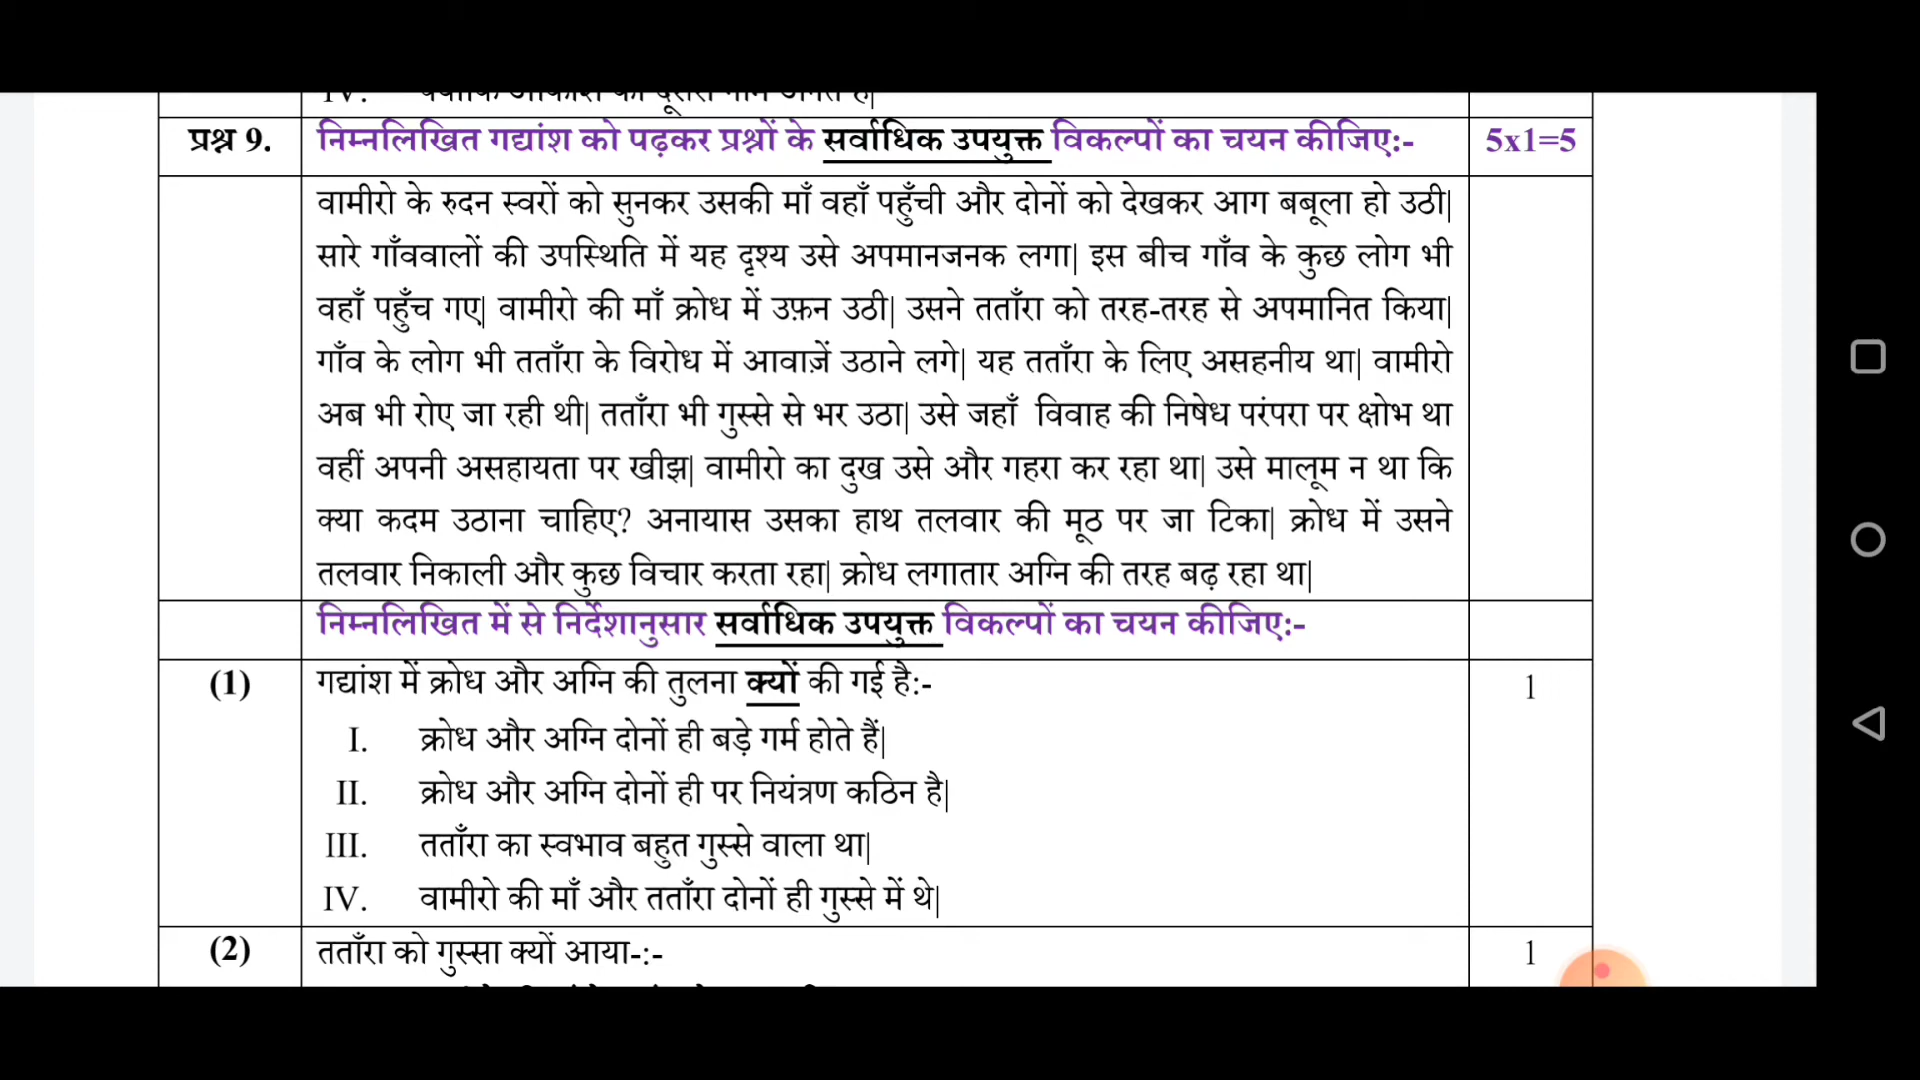 प्रश्न 9. निम्नलिखित गद्यांश को पढ़कर प्रश्नों के सर्वाधिक उपयुक्त विकल्पों का चयन कीजिए:- 5x1=5
वामीरो के रुदन स्वरों को सुनकर उसकी माँ वहाँ पहुँची और दोनों को देखकर आग बबूला हो उठी|
सारे गाँववालों की उपस्थिति में यह दृश्य उसे अपमानजनक लगा| इस बीच गाँव के कुछ लोग भी
वहाँ पहुँच गए| वामीरो की माँ क्रोध में उफ़न उठी| उसने तताँरा को तरह-तरह से अपमानित किया|
गाँव के लोग भी तताँरा के विरोध में आवाज़ें उठाने लगे| यह तताँरा के लिए असहनीय था| वामीरो
अब भी रोए जा रही थी| तताँरा भी गुस्से से भर उठा| उसे जहाँ विवाह की निषेध परंपरा पर क्षोभ था
वहीं अपनी असहायता पर खीझ| वामीरो का दुख उसे और गहरा कर रहा था| उसे मालूम न था कि
क्या कदम उठाना चाहिए? अनायास उसका हाथ तलवार की मूठ पर जा टिका| क्रोध में उसने
तलवार निकाली और कुछ विचार करता रहा| क्रोध लगातार अग्नि की तरह बढ़ रहा था|
निम्नलिखित में से निर्देशानुसार सर्वाधिक उपयुक्त विकल्पों का चयन कीजिए:-
(1) गद्यांश में क्रोध और अग्नि की तुलना क्यों की गई है:- 1
I. क्रोध और अग्नि दोनों ही बड़े गर्म होते हैं|
II. क्रोध और अग्नि दोनों ही पर नियंत्रण कठिन है|
III. तताँरा का स्वभाव बहुत गुस्से वाला था|
IV. वामीरो की माँ और तताँरा दोनों ही गुस्से में थे|
(2) तताँरा को गुस्सा क्यों आया-:- 1